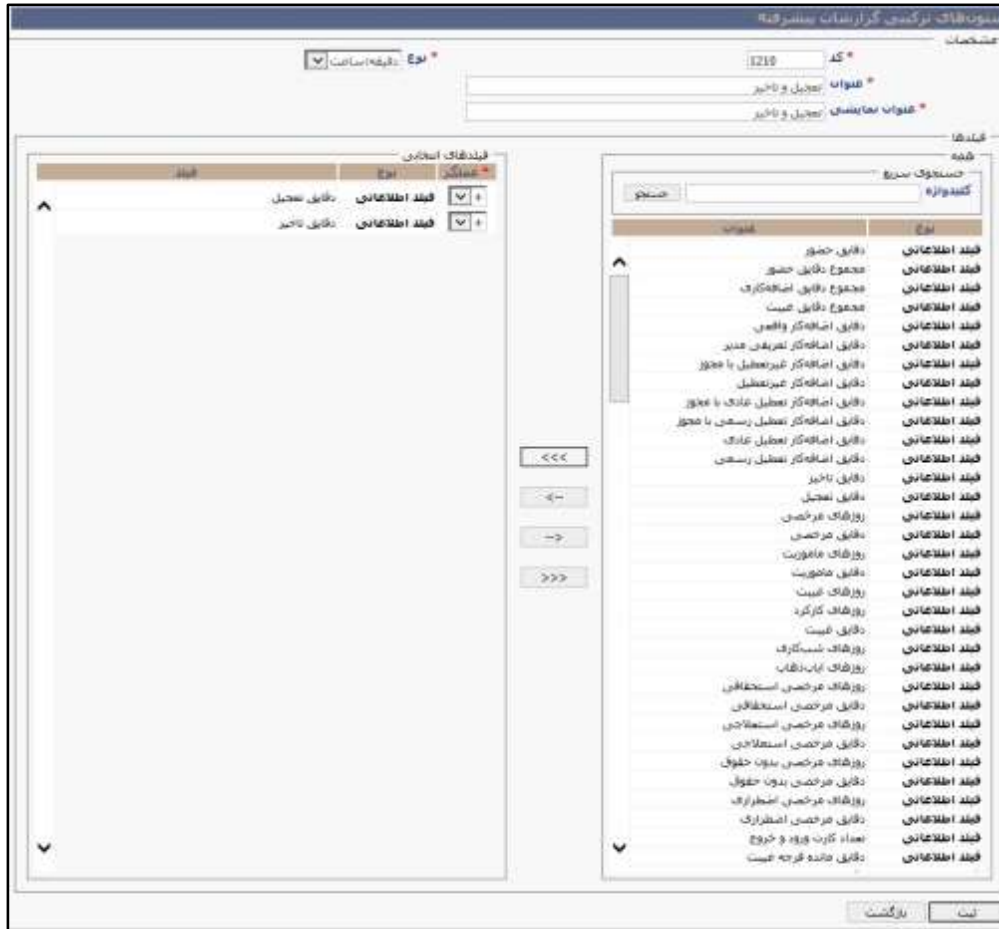 ستون‌های ترکیبی گزارشات پیشرفته
مشخصات
* کد 1210 * نوع دقیقه/ساعت
* عنوان تعجیل و تاخیر
* عنوان نمایشی تعجیل و تاخیر
فیلدها
همه
جستجوی سریع
کلیدواژه جستجو
نوع عنوان
فیلد اطلاعاتی دقایق حضور
فیلد اطلاعاتی مجموع دقایق حضور
فیلد اطلاعاتی مجموع دقایق اضافه‌کاری
فیلد اطلاعاتی مجموع دقایق غیبت
فیلد اطلاعاتی دقایق اضافه‌کار واقعی
فیلد اطلاعاتی دقایق اضافه‌کار تعریفی مدیر
فیلد اطلاعاتی دقایق اضافه‌کار غیرتعطیل با مجوز
فیلد اطلاعاتی دقایق اضافه‌کار غیرتعطیل
فیلد اطلاعاتی دقایق اضافه‌کار تعطیل عادی با مجوز
فیلد اطلاعاتی دقایق اضافه‌کار تعطیل رسمی با مجوز
فیلد اطلاعاتی دقایق اضافه‌کار تعطیل عادی
فیلد اطلاعاتی دقایق اضافه‌کار تعطیل رسمی
فیلد اطلاعاتی دقایق تاخیر
فیلد اطلاعاتی دقایق تعجیل
فیلد اطلاعاتی روزهای مرخصی
فیلد اطلاعاتی دقایق مرخصی
فیلد اطلاعاتی روزهای ماموریت
فیلد اطلاعاتی دقایق ماموریت
فیلد اطلاعاتی روزهای غیبت
فیلد اطلاعاتی روزهای کارکرد
فیلد اطلاعاتی دقایق غیبت
فیلد اطلاعاتی روزهای شب‌کاری
فیلد اطلاعاتی روزهای ایاب‌ذهاب
فیلد اطلاعاتی روزهای مرخصی استحقاقی
فیلد اطلاعاتی دقایق مرخصی استحقاقی
فیلد اطلاعاتی روزهای مرخصی استعلاجی
فیلد اطلاعاتی دقایق مرخصی استعلاجی
فیلد اطلاعاتی روزهای مرخصی بدون حقوق
فیلد اطلاعاتی دقایق مرخصی بدون حقوق
فیلد اطلاعاتی روزهای مرخصی اضطراری
فیلد اطلاعاتی دقایق مرخصی اضطراری
فیلد اطلاعاتی تعداد کارت ورود و خروج
فیلد اطلاعاتی دقایق مانده فرجه غیبت
<<<
<--
-->
>>>
فیلدهای انتخابی
* عملگر نوع فیلد
+ فیلد اطلاعاتی دقایق تعجیل
+ فیلد اطلاعاتی دقایق تاخیر
ثبت بازگشت